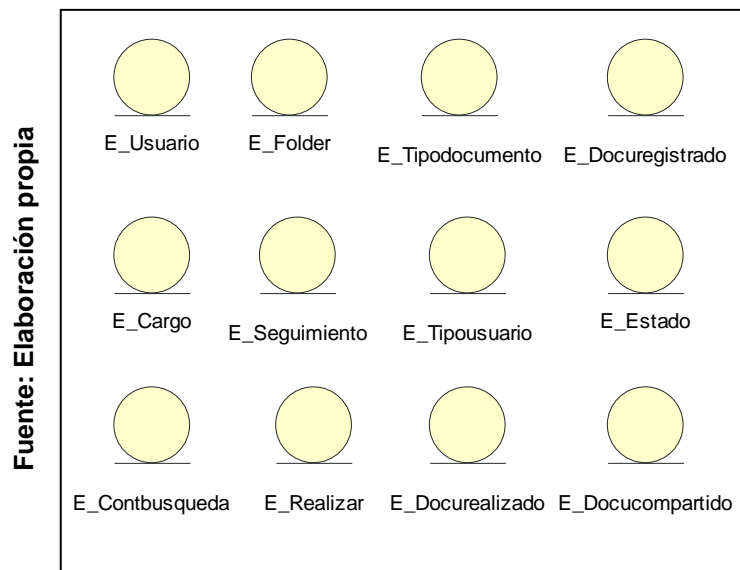 Fuente: Elaboración propia
E_Usuario
E_Folder
E_Tipodocumento
E_Docuregistrado
E_Cargo
E_Seguimiento
E_Tipousuario
E_Estado
E_Contbusqueda
E_Realizar
E_Docurealizado
E_Docucompartido